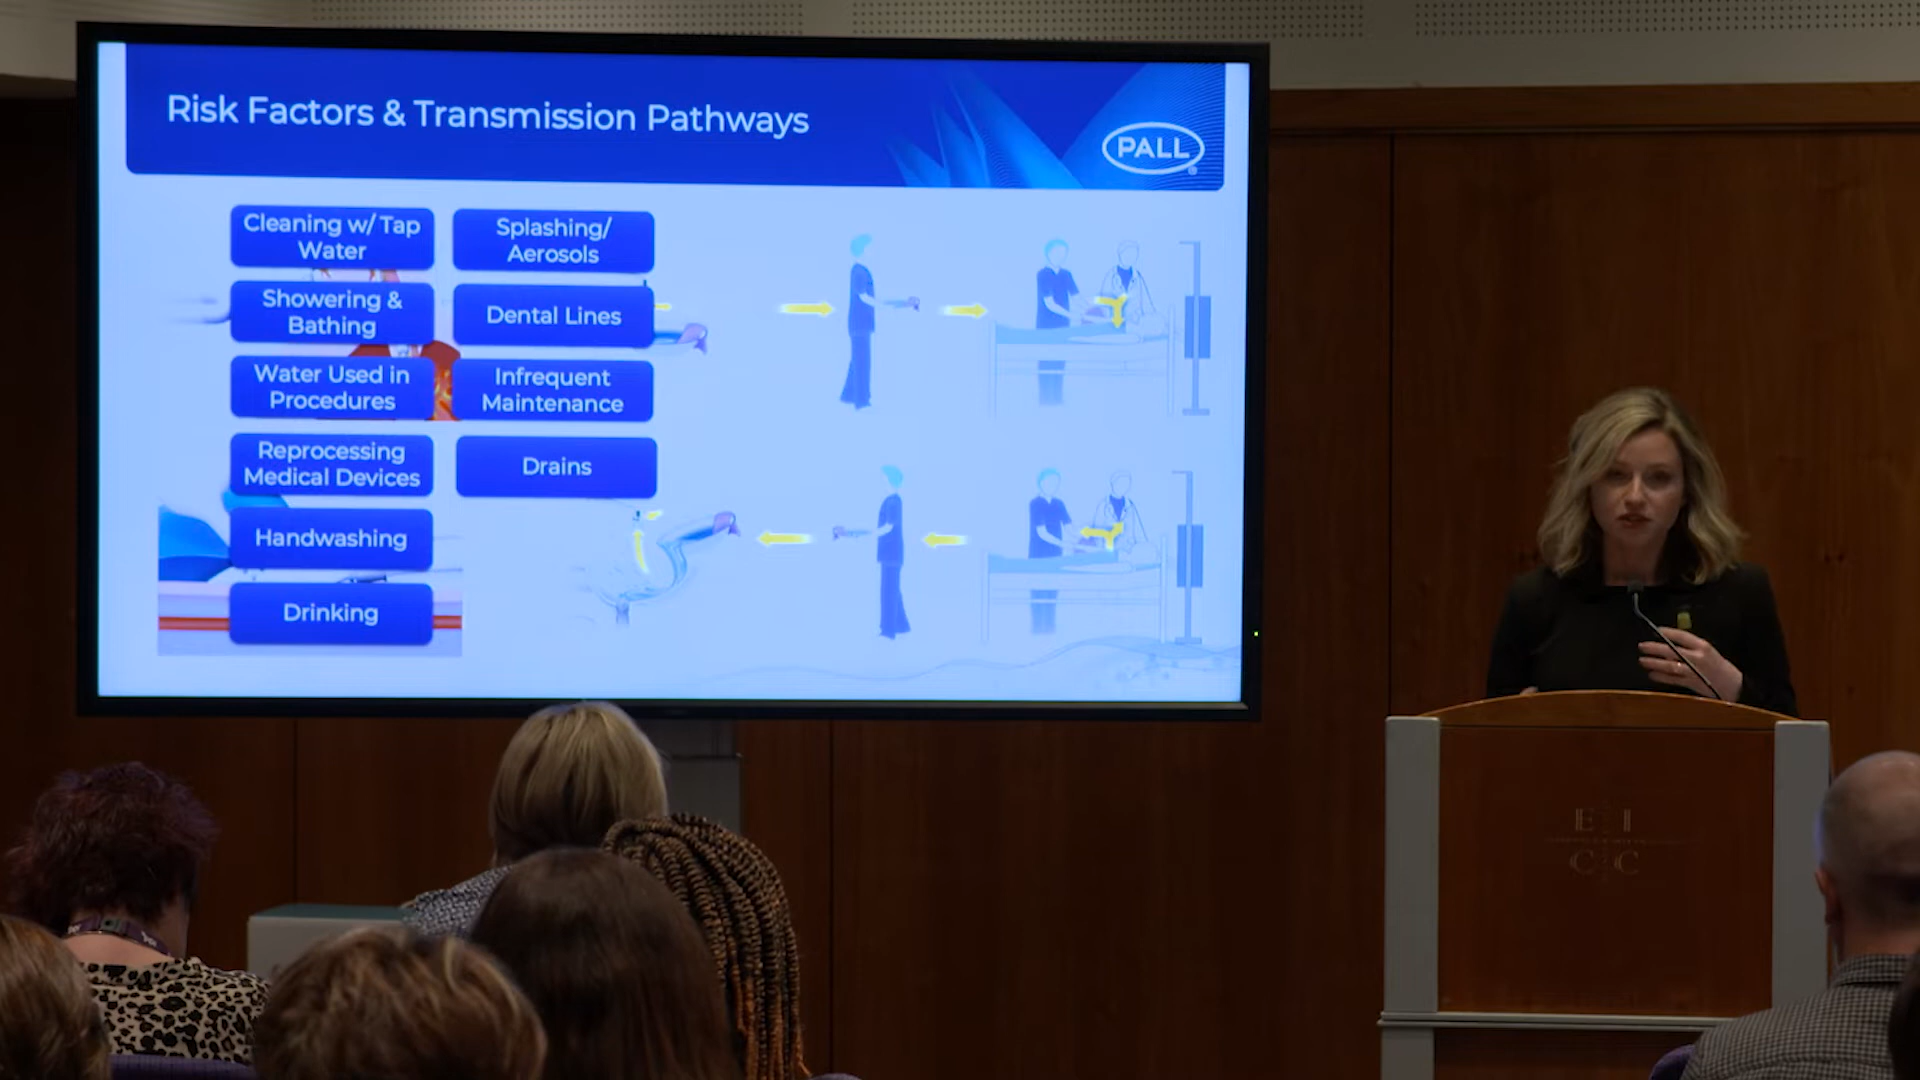 Risk Factors & Transmission Pathways
PALL
Cleaning w/ Tap
Water
Splashing/
Aerosols
Showering &
Bathing
Dental Lines
Water Used in
Procedures
Infrequent
Maintenance
Reprocessing
Medical Devices
Drains
Handwashing
Drinking